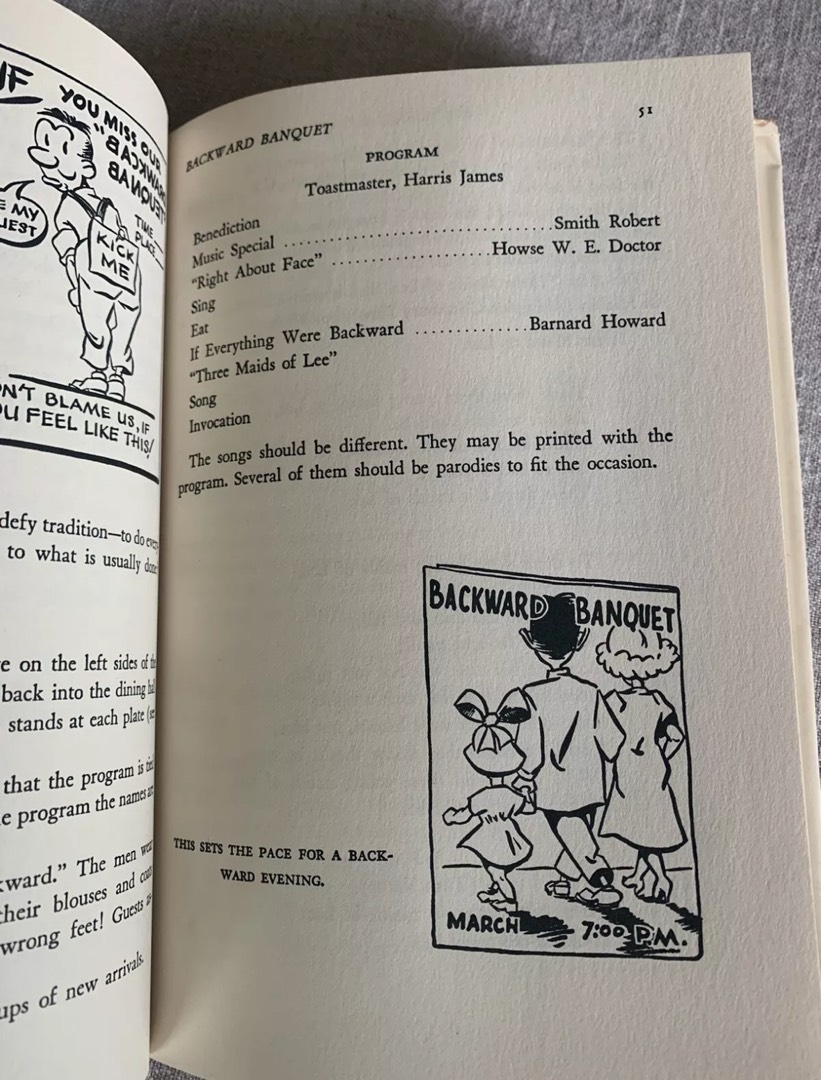 IF
YOU MISS OUR
"BACKWARD
BANQUET"
TIME
PLACE
MY
KICK
ME
N'T BLAME US, IF
U FEEL LIKE THIS!
defy tradition—to do
to what is usually
on the left sides of
back into the dining
stands at each plate
that the program is
program the names
The men
their blouses and
wrong feet! Guests
of new arrivals.
BACKWARD BANQUET
51
PROGRAM
Toastmaster, Harris James
Benediction
Music Special ................................ Smith Robert
"Right About Face" ................... Howse W. E. Doctor
Sing
Eat
If Everything Were Backward .............. Barnard Howard
"Three Maids of Lee"
Song
Invocation
The songs should be different. They may be printed with the
program. Several of them should be parodies to fit the occasion.
BACKWARD BANQUET
MARCH 7:00 P.M.
THIS SETS THE PACE FOR A BACK-
WARD EVENING.